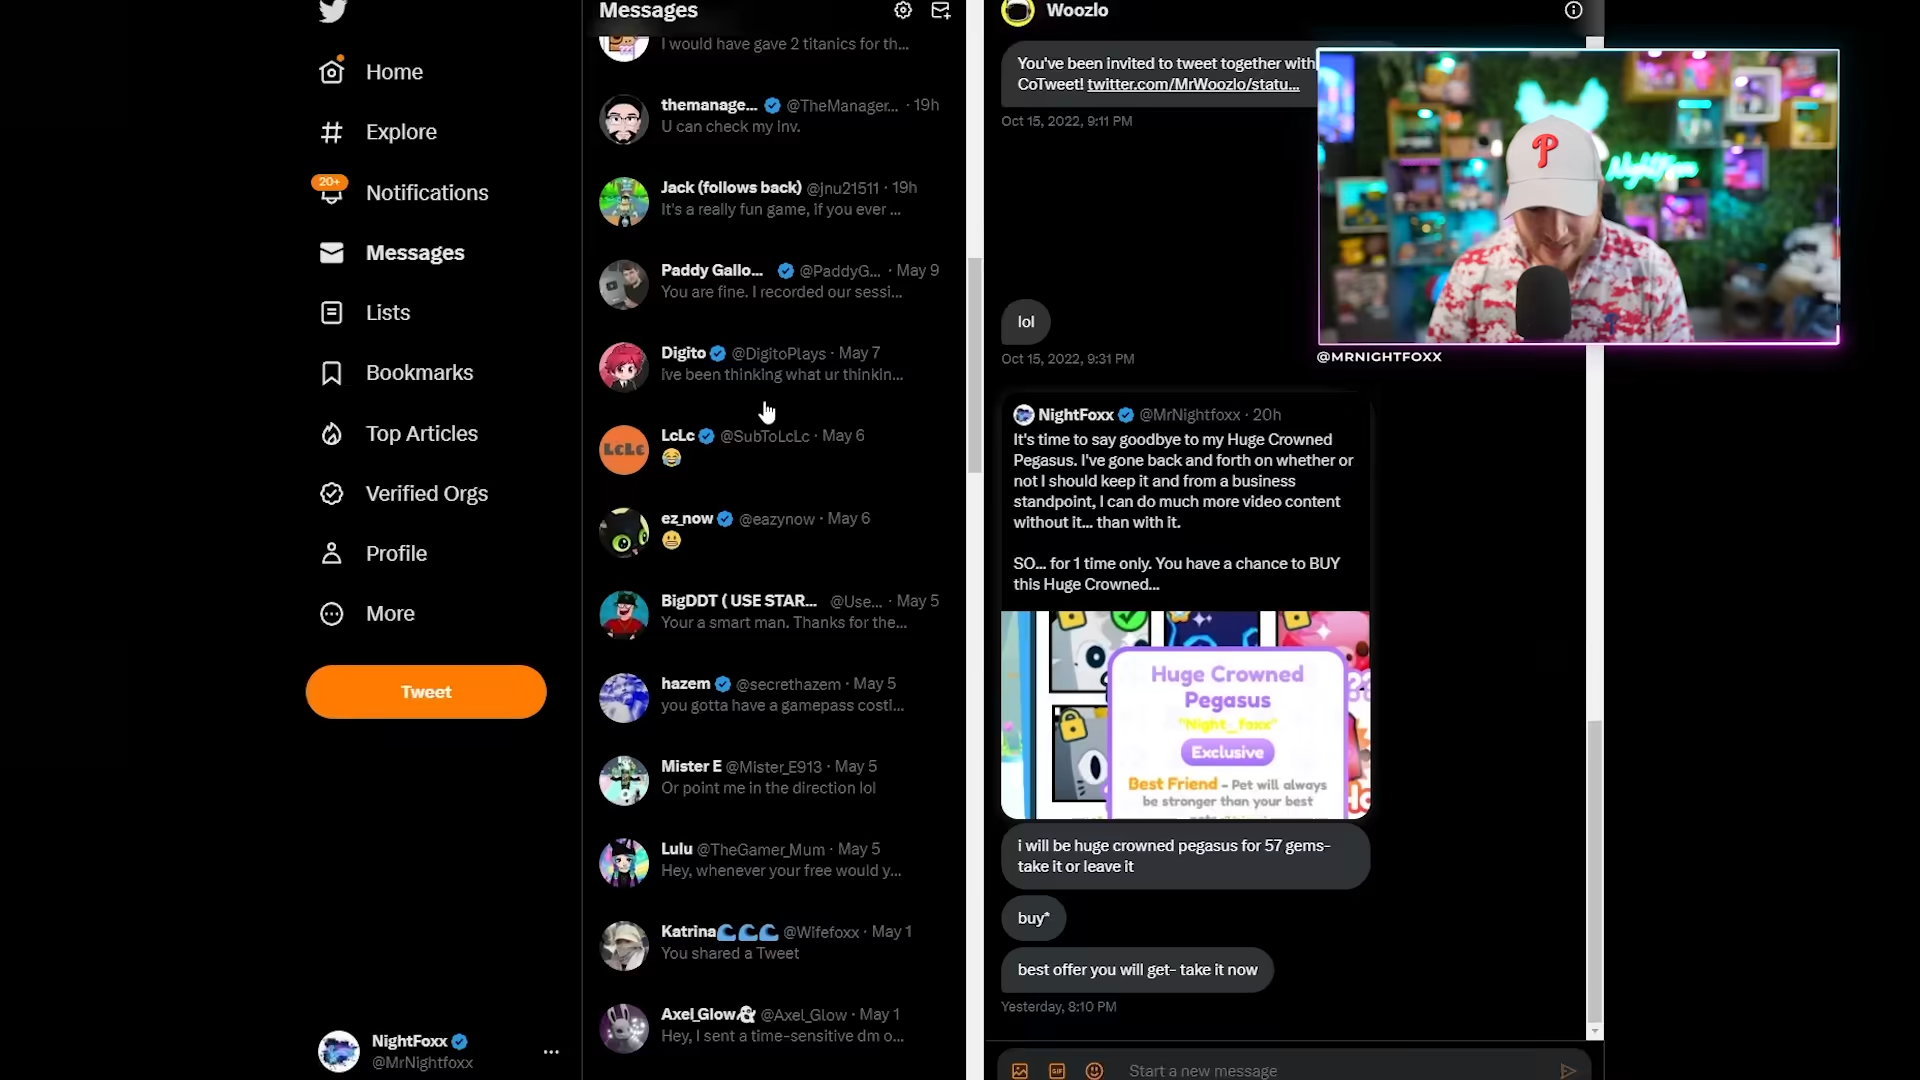 Home
Explore
20+
Notifications
Messages
Lists
Bookmarks
Top Articles
Verified Orgs
Profile
More
Tweet
NightFoxx
@MrNightfoxx
Messages
I would have gave 2 titanics for th...
themanage... @TheManager... · 19h
U can check my inv.
Jack (follows back) @jnu21511 · 19h
It's a really fun game, if you ever ...
Paddy Gallo... @PaddyG... · May 9
You are fine. I recorded our sessi...
Digito @DigitoPlays · May 7
ive been thinking what ur thinkin...
LcLc
LcLc @SubToLcLc · May 6
😂
ez_now @eazynow · May 6
😬
BigDDT ( USE STAR... @Use... · May 5
Your a smart man. Thanks for the...
hazem @secrethazem · May 5
you gotta have a gamepass costl...
Mister E @Mister_E913 · May 5
Or point me in the direction lol
Lulu @TheGamer_Mum · May 5
Hey, whenever your free would y...
Katrina🌊🌊🌊 @Wifefoxx · May 1
You shared a Tweet
Axel_Glow👻 @Axel_Glow · May 1
Hey, I sent a time-sensitive dm o...
Woozlo
You've been invited to tweet together with
CoTweet! twitter.com/MrWoozlo/statu...
Oct 15, 2022, 9:11 PM
lol
Oct 15, 2022, 9:31 PM
NightFoxx @MrNightfoxx · 20h
It's time to say goodbye to my Huge Crowned
Pegasus. I've gone back and forth on whether or
not I should keep it and from a business
standpoint, I can do much more video content
without it... than with it.
SO... for 1 time only. You have a chance to BUY
this Huge Crowned...
Huge Crowned
Pegasus
"Night_foxx"
Exclusive
Best Friend - Pet will always
be stronger than your best
i will be huge crowned pegasus for 57 gems-
take it or leave it
buy*
best offer you will get- take it now
Yesterday, 8:10 PM
GIF
Start a new message
P
NightFoxx
@MRNIGHTFOXX